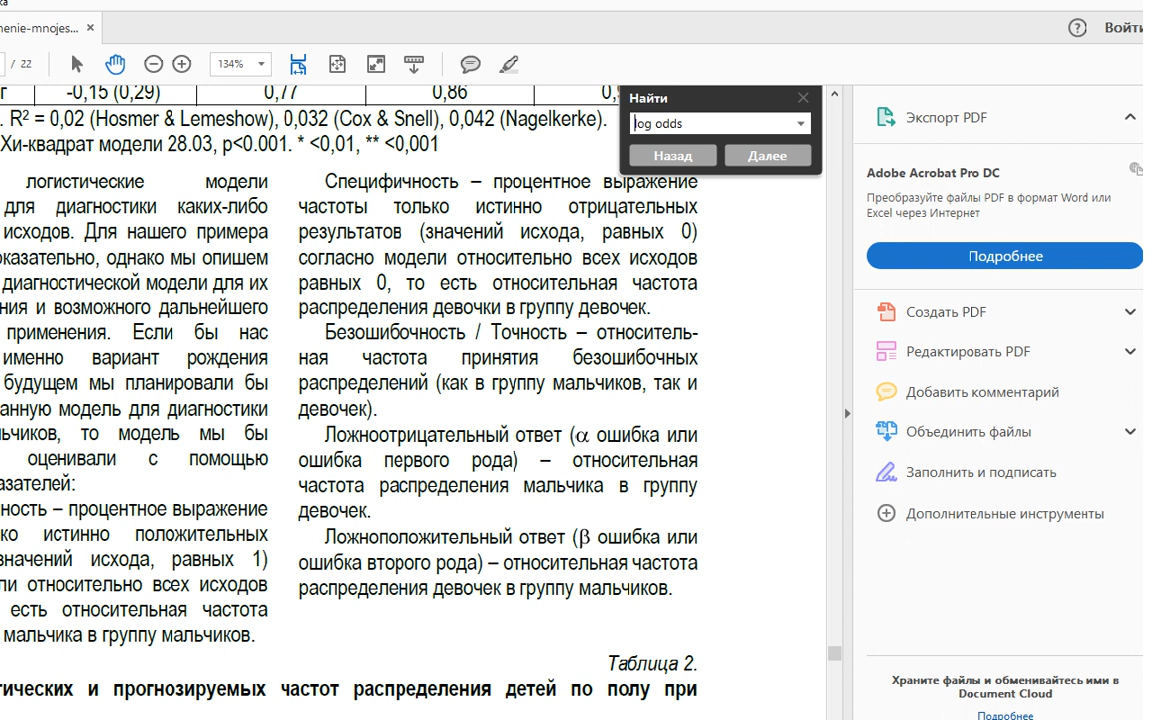 ка
nenie-mnojes... ×
Войти
/ 22
134%
г -0,15 (0,29) 0,77 0,86
. R² = 0,02 (Hosmer & Lemeshow), 0,032 (Cox & Snell), 0,042 (Nagelkerke).
Хи-квадрат модели 28.03, p<0.001. * <0,01, ** <0,001
Найти
log odds
Назад Далее
логистические модели
для диагностики каких-либо
исходов. Для нашего примера
оказательно, однако мы опишем
диагностической модели для их
ния и возможного дальнейшего
применения. Если бы нас
именно вариант рождения
будущем мы планировали бы
анную модель для диагностики
ьчиков, то модель мы бы
оценивали с помощью
азателей:
ность – процентное выражение
ко истинно положительных
значений исхода, равных 1)
ли относительно всех исходов
есть относительная частота
мальчика в группу мальчиков.
Специфичность – процентное выражение
частоты только истинно отрицательных
результатов (значений исхода, равных 0)
согласно модели относительно всех исходов
равных 0, то есть относительная частота
распределения девочки в группу девочек.
Безошибочность / Точность – относитель-
ная частота принятия безошибочных
распределений (как в группу мальчиков, так и
девочек).
Ложноотрицательный ответ (α ошибка или
ошибка первого рода) – относительная
частота распределения мальчика в группу
девочек.
Ложноположительный ответ (β ошибка или
ошибка второго рода) – относительная частота
распределения девочек в группу мальчиков.
Таблица 2.
тических и прогнозируемых частот распределения детей по полу при
Экспорт PDF
Adobe Acrobat Pro DC
Преобразуйте файлы PDF в формат Word или
Excel через Интернет
Подробнее
Создать PDF
Редактировать PDF
Добавить комментарий
Объединить файлы
Заполнить и подписать
Дополнительные инструменты
Храните файлы и обменивайтесь ими в
Document Cloud
Подробнее